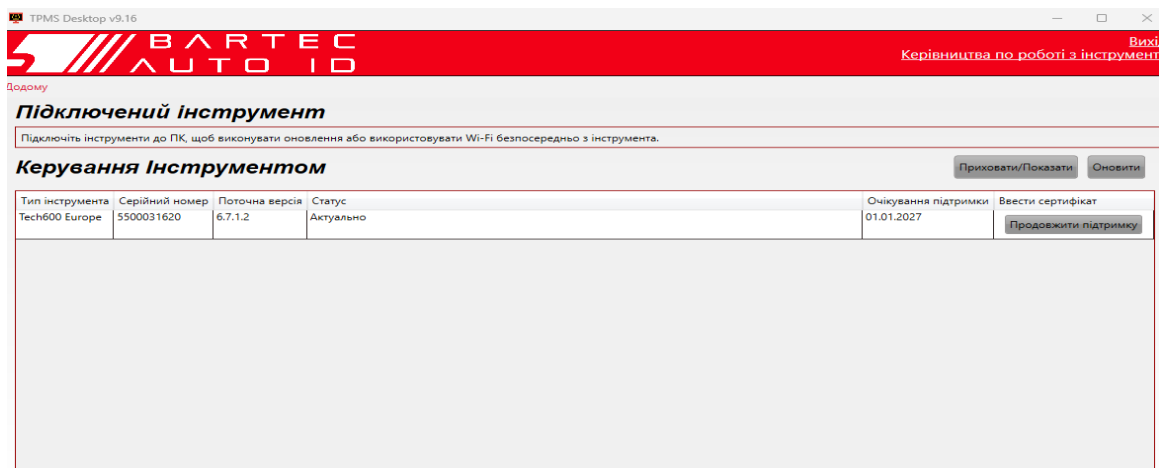 TPMS Desktop v9.16
BARTEC
AUTO ID
Вихі
Керівництва по роботі з інструмент
Додому
Підключений інструмент
Підключіть інструменти до ПК, щоб виконувати оновлення або використовувати Wi-Fi безпосередньо з інструмента.
Керування Інструментом
Приховати/Показати Оновити
Тип інструмента Серійний номер Поточна версія Статус Очікування підтримки Ввести сертифікат
Tech600 Europe 5500031620 6.7.1.2 Актуально 01.01.2027 Продовжити підтримку